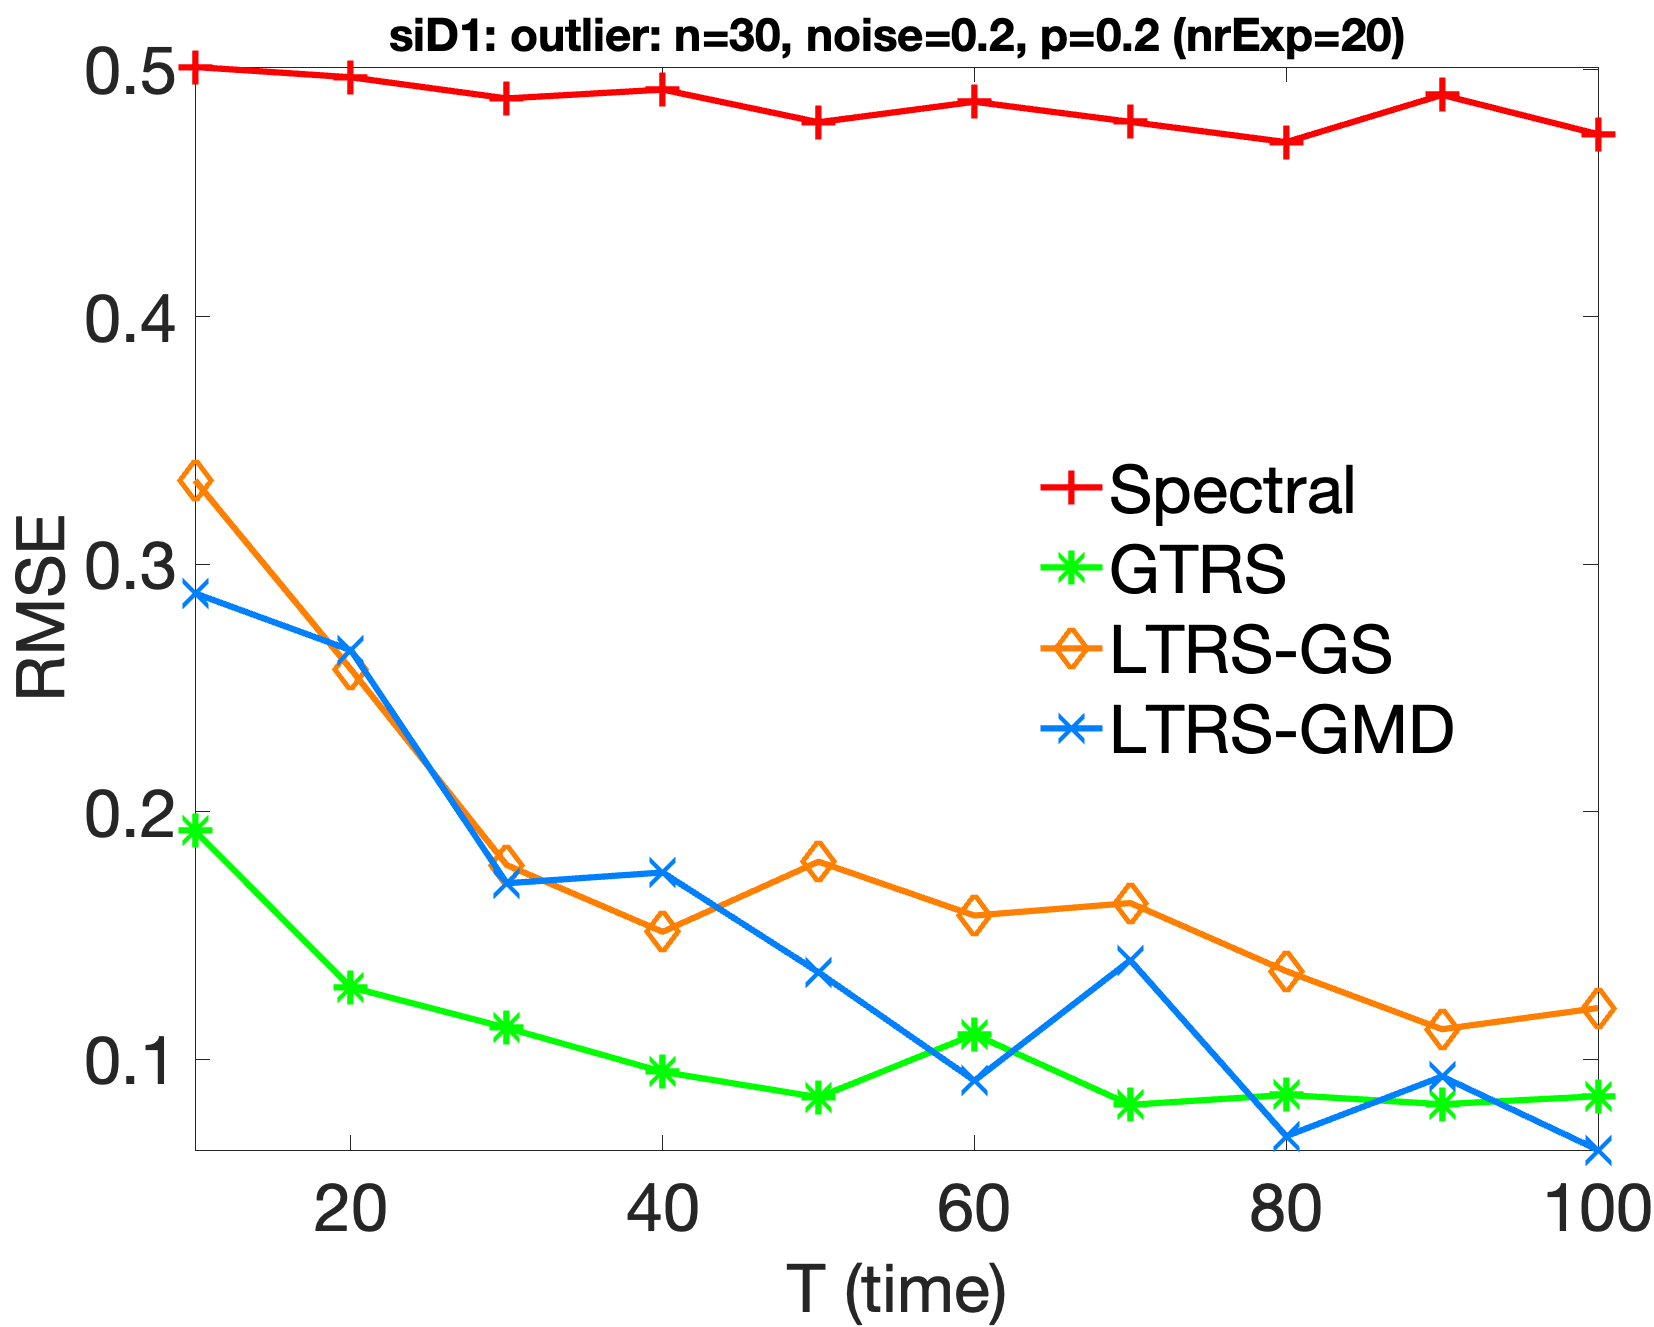 siD1: outlier: n=30, noise=0.2, p=0.2 (nrExp=20)
0.5
0.4
0.3
0.2
0.1
RMSE
Spectral
GTRS
LTRS-GS
LTRS-GMD
20 40 60 80 100
T (time)